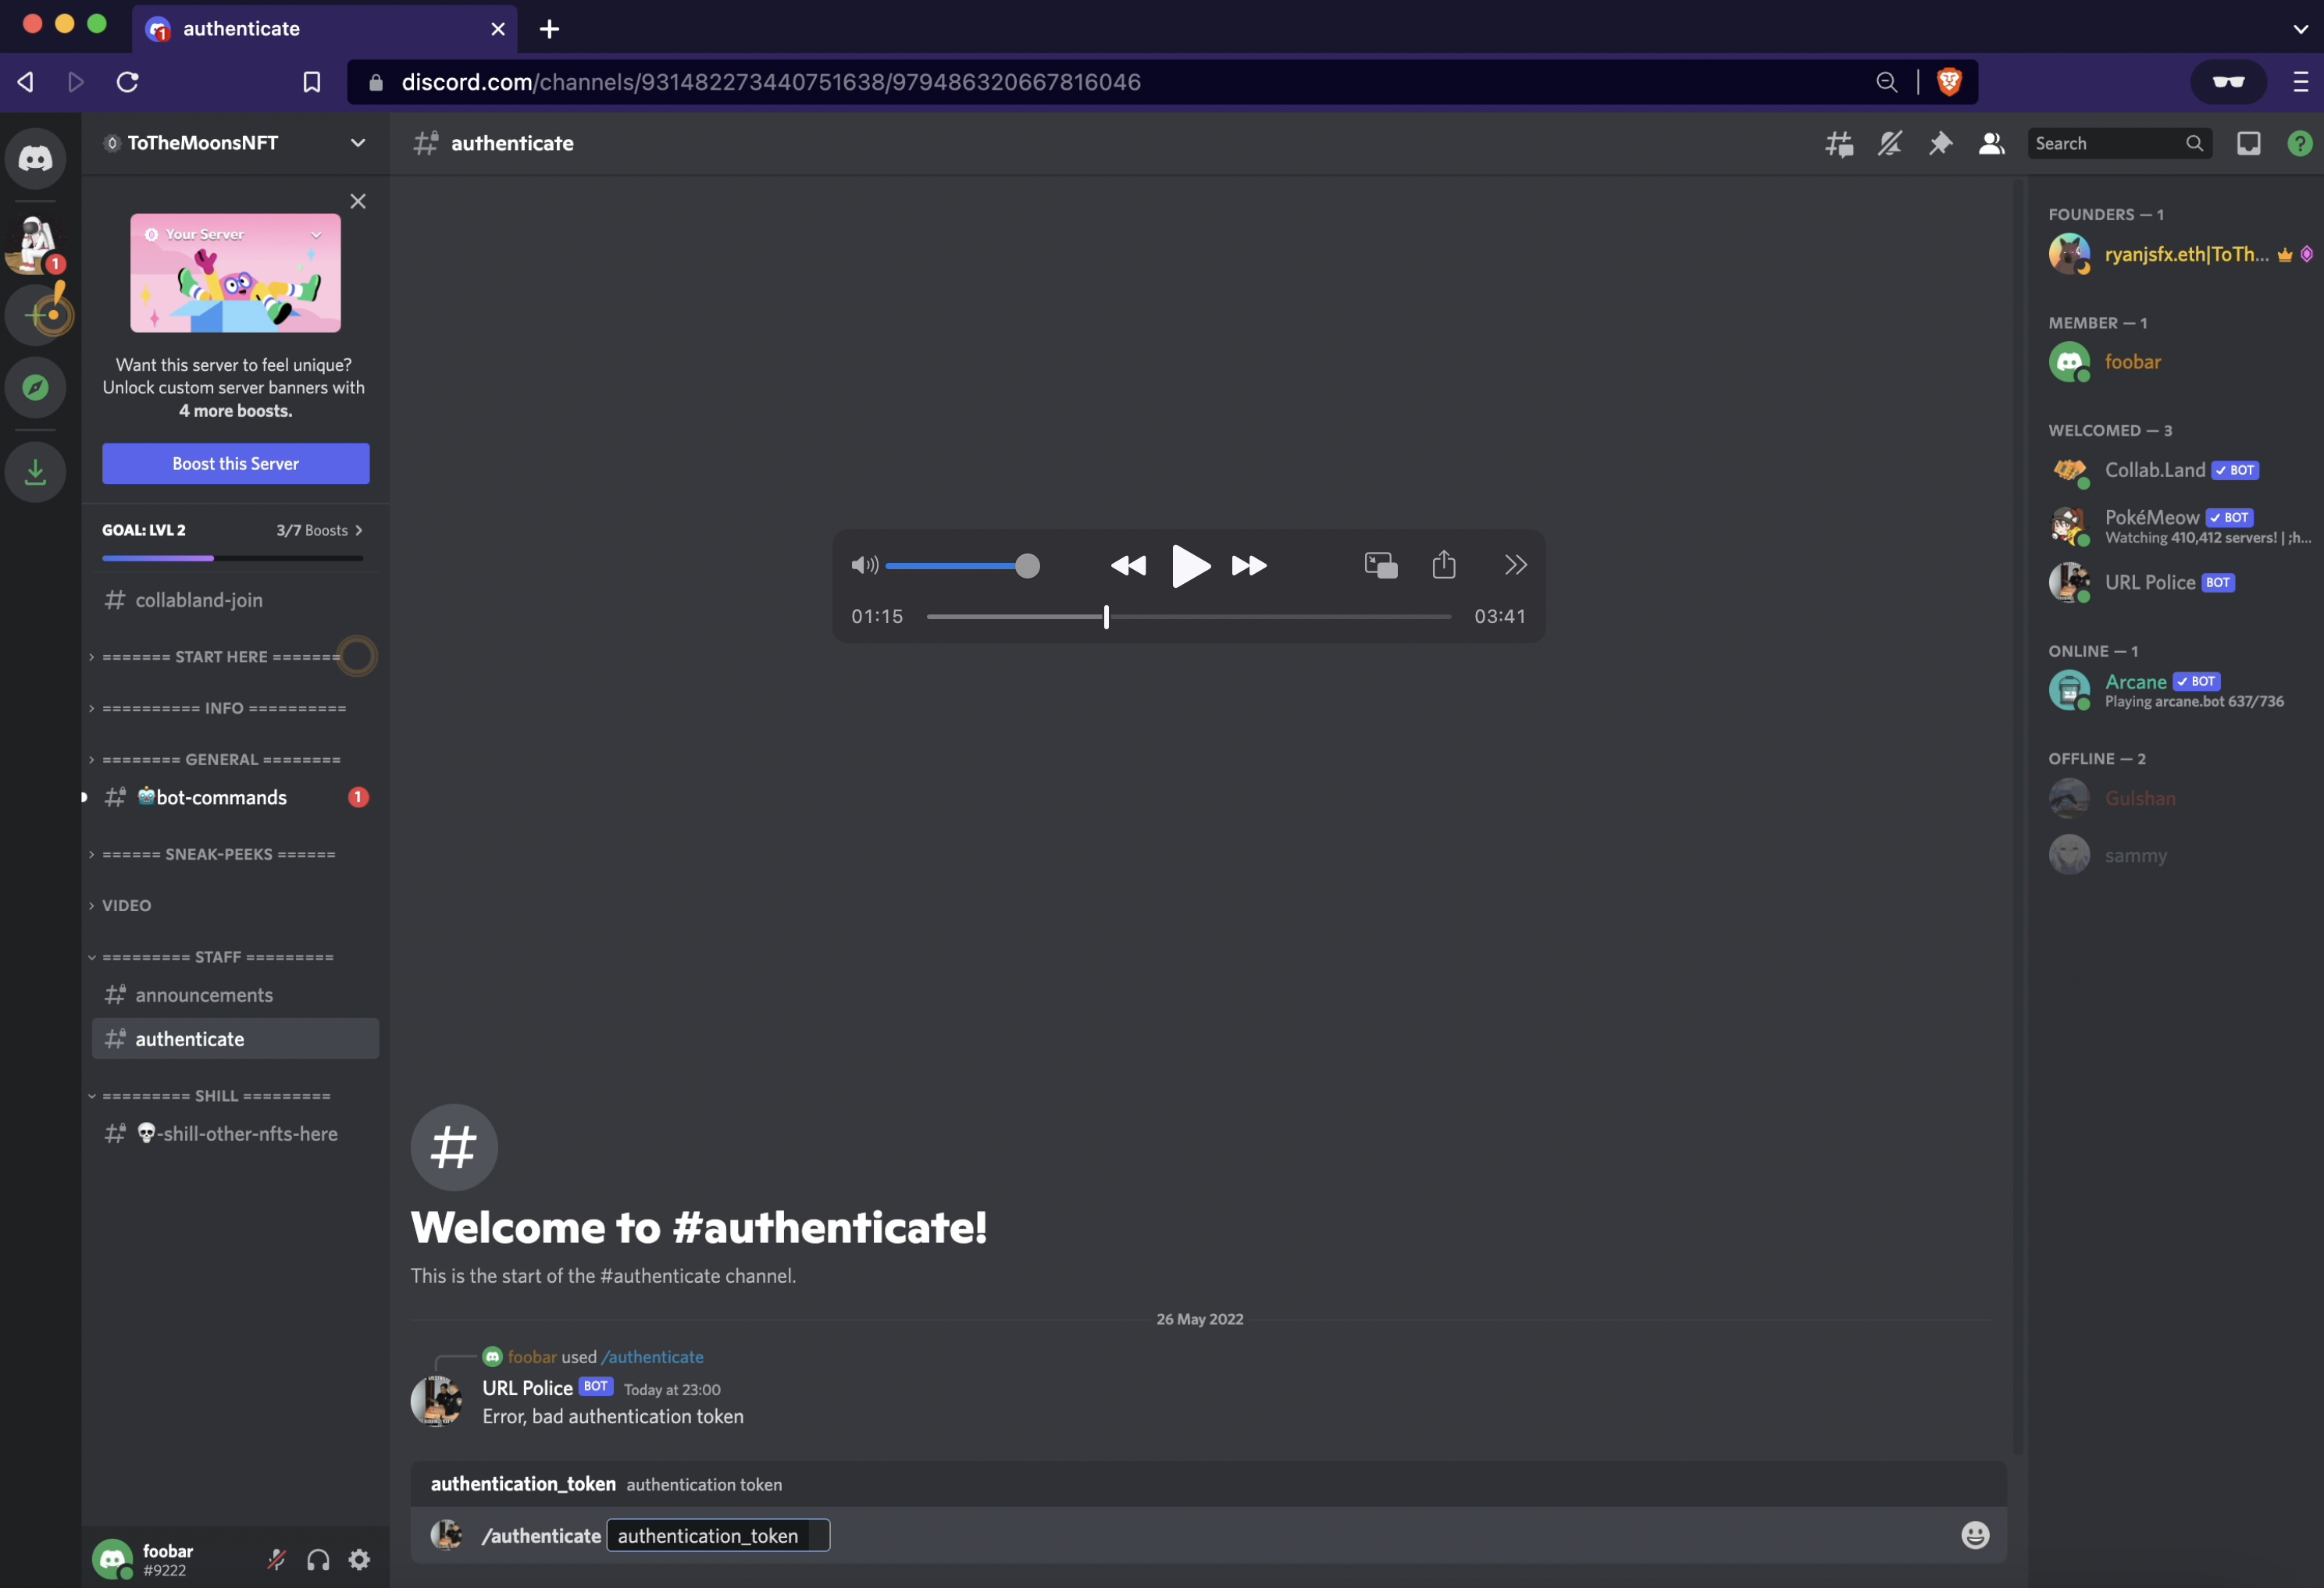 authenticate
discord.com/channels/931482273440751638/979486320667816046
ToTheMoonsNFT
authenticate
Search
1
Your Server
Want this server to feel unique?
Unlock custom server banners with
4 more boosts.
Boost this Server
GOAL: LVL 2 3/7 Boosts
collabland-join
======= START HERE =======
========== INFO ==========
======== GENERAL ========
bot-commands 1
====== SNEAK-PEEKS ======
VIDEO
========= STAFF =========
announcements
authenticate
========= SHILL =========
-shill-other-nfts-here
foobar
#9222
01:15 03:41
Welcome to #authenticate!
This is the start of the #authenticate channel.
26 May 2022
foobar used /authenticate
URL Police BOT Today at 23:00
Error, bad authentication token
authentication_token authentication token
/authenticate authentication_token
FOUNDERS — 1
ryanjsfx.eth|ToTh...
MEMBER — 1
foobar
WELCOMED — 3
Collab.Land BOT
PokéMeow BOT
Watching 410,412 servers! | ;h...
URL Police BOT
ONLINE — 1
Arcane BOT
Playing arcane.bot 637/736
OFFLINE — 2
Gulshan
sammy